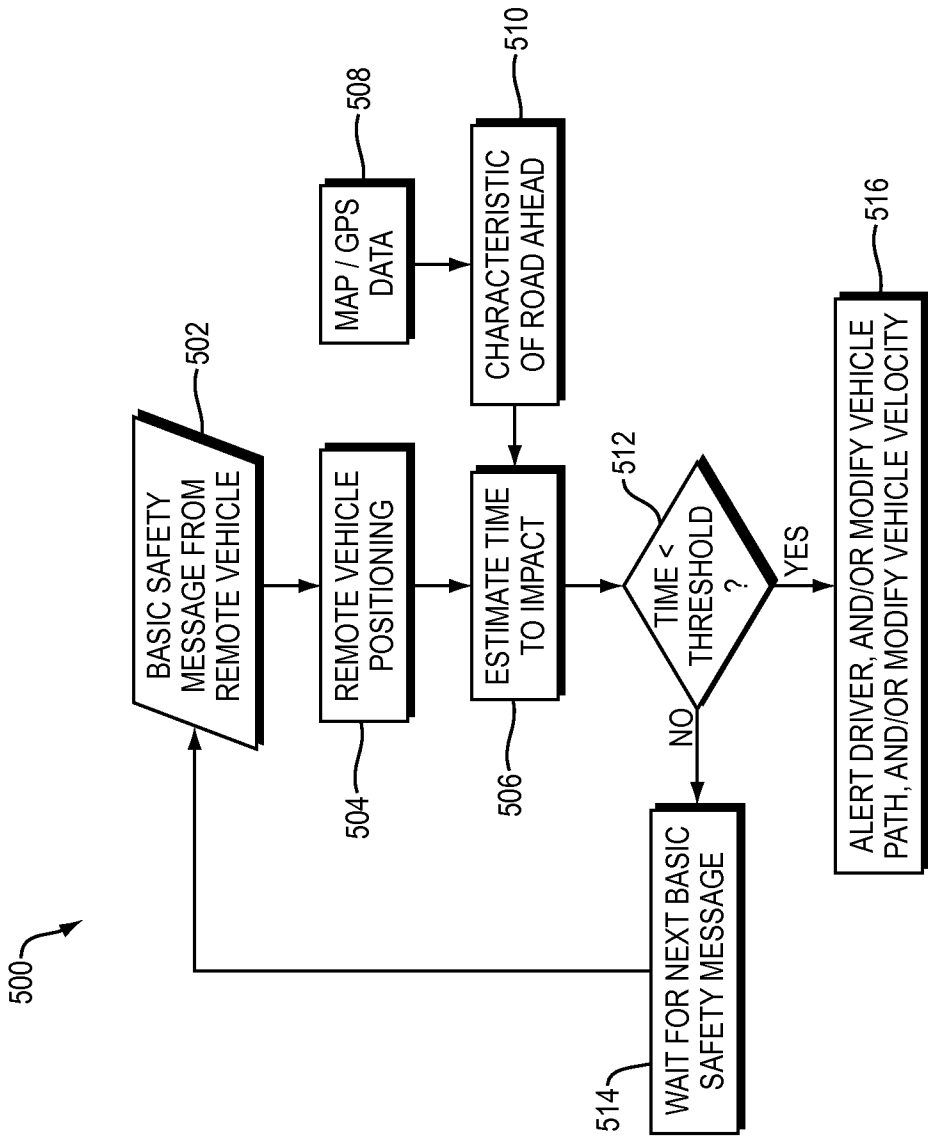 500
BASIC SAFETY
MESSAGE FROM
REMOTE VEHICLE
502
REMOTE VEHICLE
POSITIONING
504
MAP / GPS
DATA
508
CHARACTERISTIC
OF ROAD AHEAD
510
ESTIMATE TIME
TO IMPACT
506
TIME <
THRESHOLD
?
512
NO
YES
WAIT FOR NEXT BASIC
SAFETY MESSAGE
514
ALERT DRIVER, AND/OR MODIFY VEHICLE
PATH, AND/OR MODIFY VEHICLE VELOCITY
516